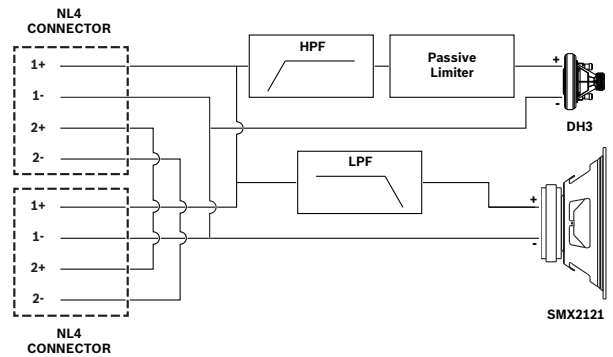 NL4
CONNECTOR
1+
1-
2+
2-
1+
1-
2+
2-
NL4
CONNECTOR
HPF
Passive
Limiter
+
-
DH3
LPF
+
-
SMX2121